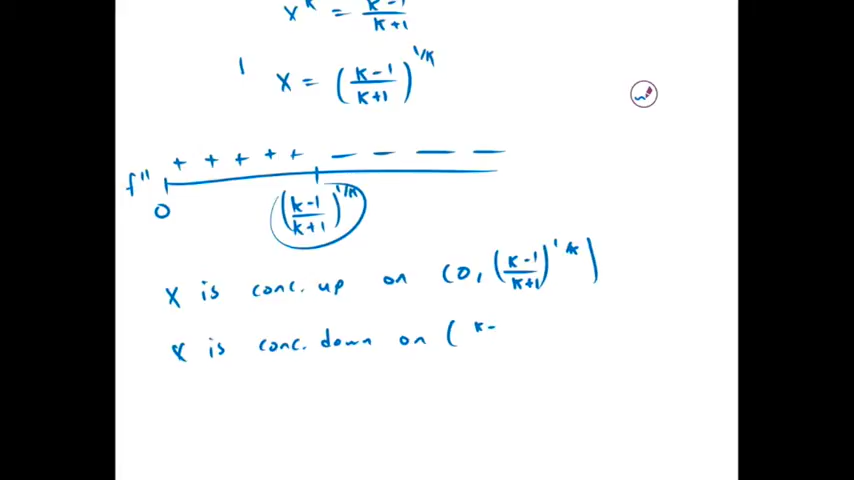 x^k = (k-1)/(k+1)
1 x = ((k-1)/(k+1))^(1/k)
+ + + + + — — — —
f''
0 ((k-1)/(k+1))^(1/k)
x is conc. up on (0, ((k-1)/(k+1))^(1/k))
x is conc. down on ( k-